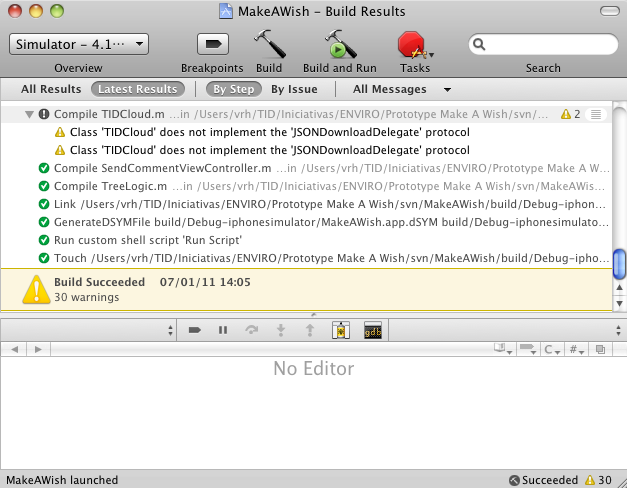 MakeAWish – Build Results
Simulator - 4.1···
Overview
Breakpoints
Build
Build and Run
Tasks
Search
All Results
Latest Results
By Step
By Issue
All Messages
Compile TIDCloud.m ...in /Users/vrh/TID/Iniciativas/ENVIRO/Prototype Make A Wish/svn/... 2
Class 'TIDCloud' does not implement the 'JSONDownloadDelegate' protocol
Class 'TIDCloud' does not implement the 'JSONDownloadDelegate' protocol
Compile SendCommentViewController.m ...in /Users/vrh/TID/Iniciativas/ENVIRO/Prototype Make A W...
Compile TreeLogic.m ...in /Users/vrh/TID/Iniciativas/ENVIRO/Prototype Make A Wish/svn/MakeAWis...
Link /Users/vrh/TID/Iniciativas/ENVIRO/Prototype Make A Wish/svn/MakeAWish/build/Debug-iphon...
GenerateDSYMFile build/Debug-iphonesimulator/MakeAWish.app.dSYM build/Debug-iphonesimulato...
Run custom shell script 'Run Script'
Touch /Users/vrh/TID/Iniciativas/ENVIRO/Prototype Make A Wish/svn/MakeAWish/build/Debug-ipho...
Build Succeeded 07/01/11 14:05
30 warnings
gdb
C
#
No Editor
MakeAWish launched
Succeeded
30